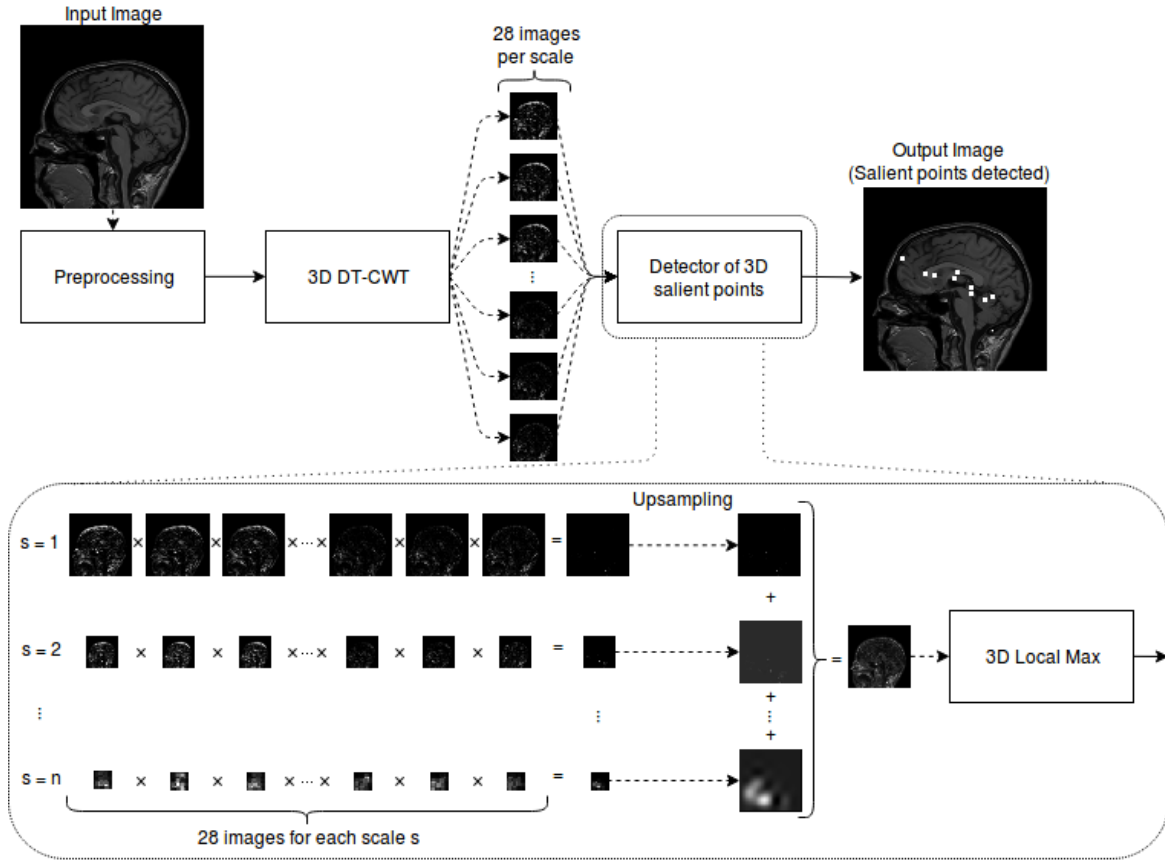 Input Image
28 images
per scale
Preprocessing
3D DT-CWT
⋮
Detector of 3D
salient points
Output Image
(Salient points detected)
Upsampling
s = 1 × × × ... × × × =
+
s = 2 × × × ... × × × =
+
= 3D Local Max
⋮ ⋮ ⋮
+
s = n × × × ... × × × =
28 images for each scale s